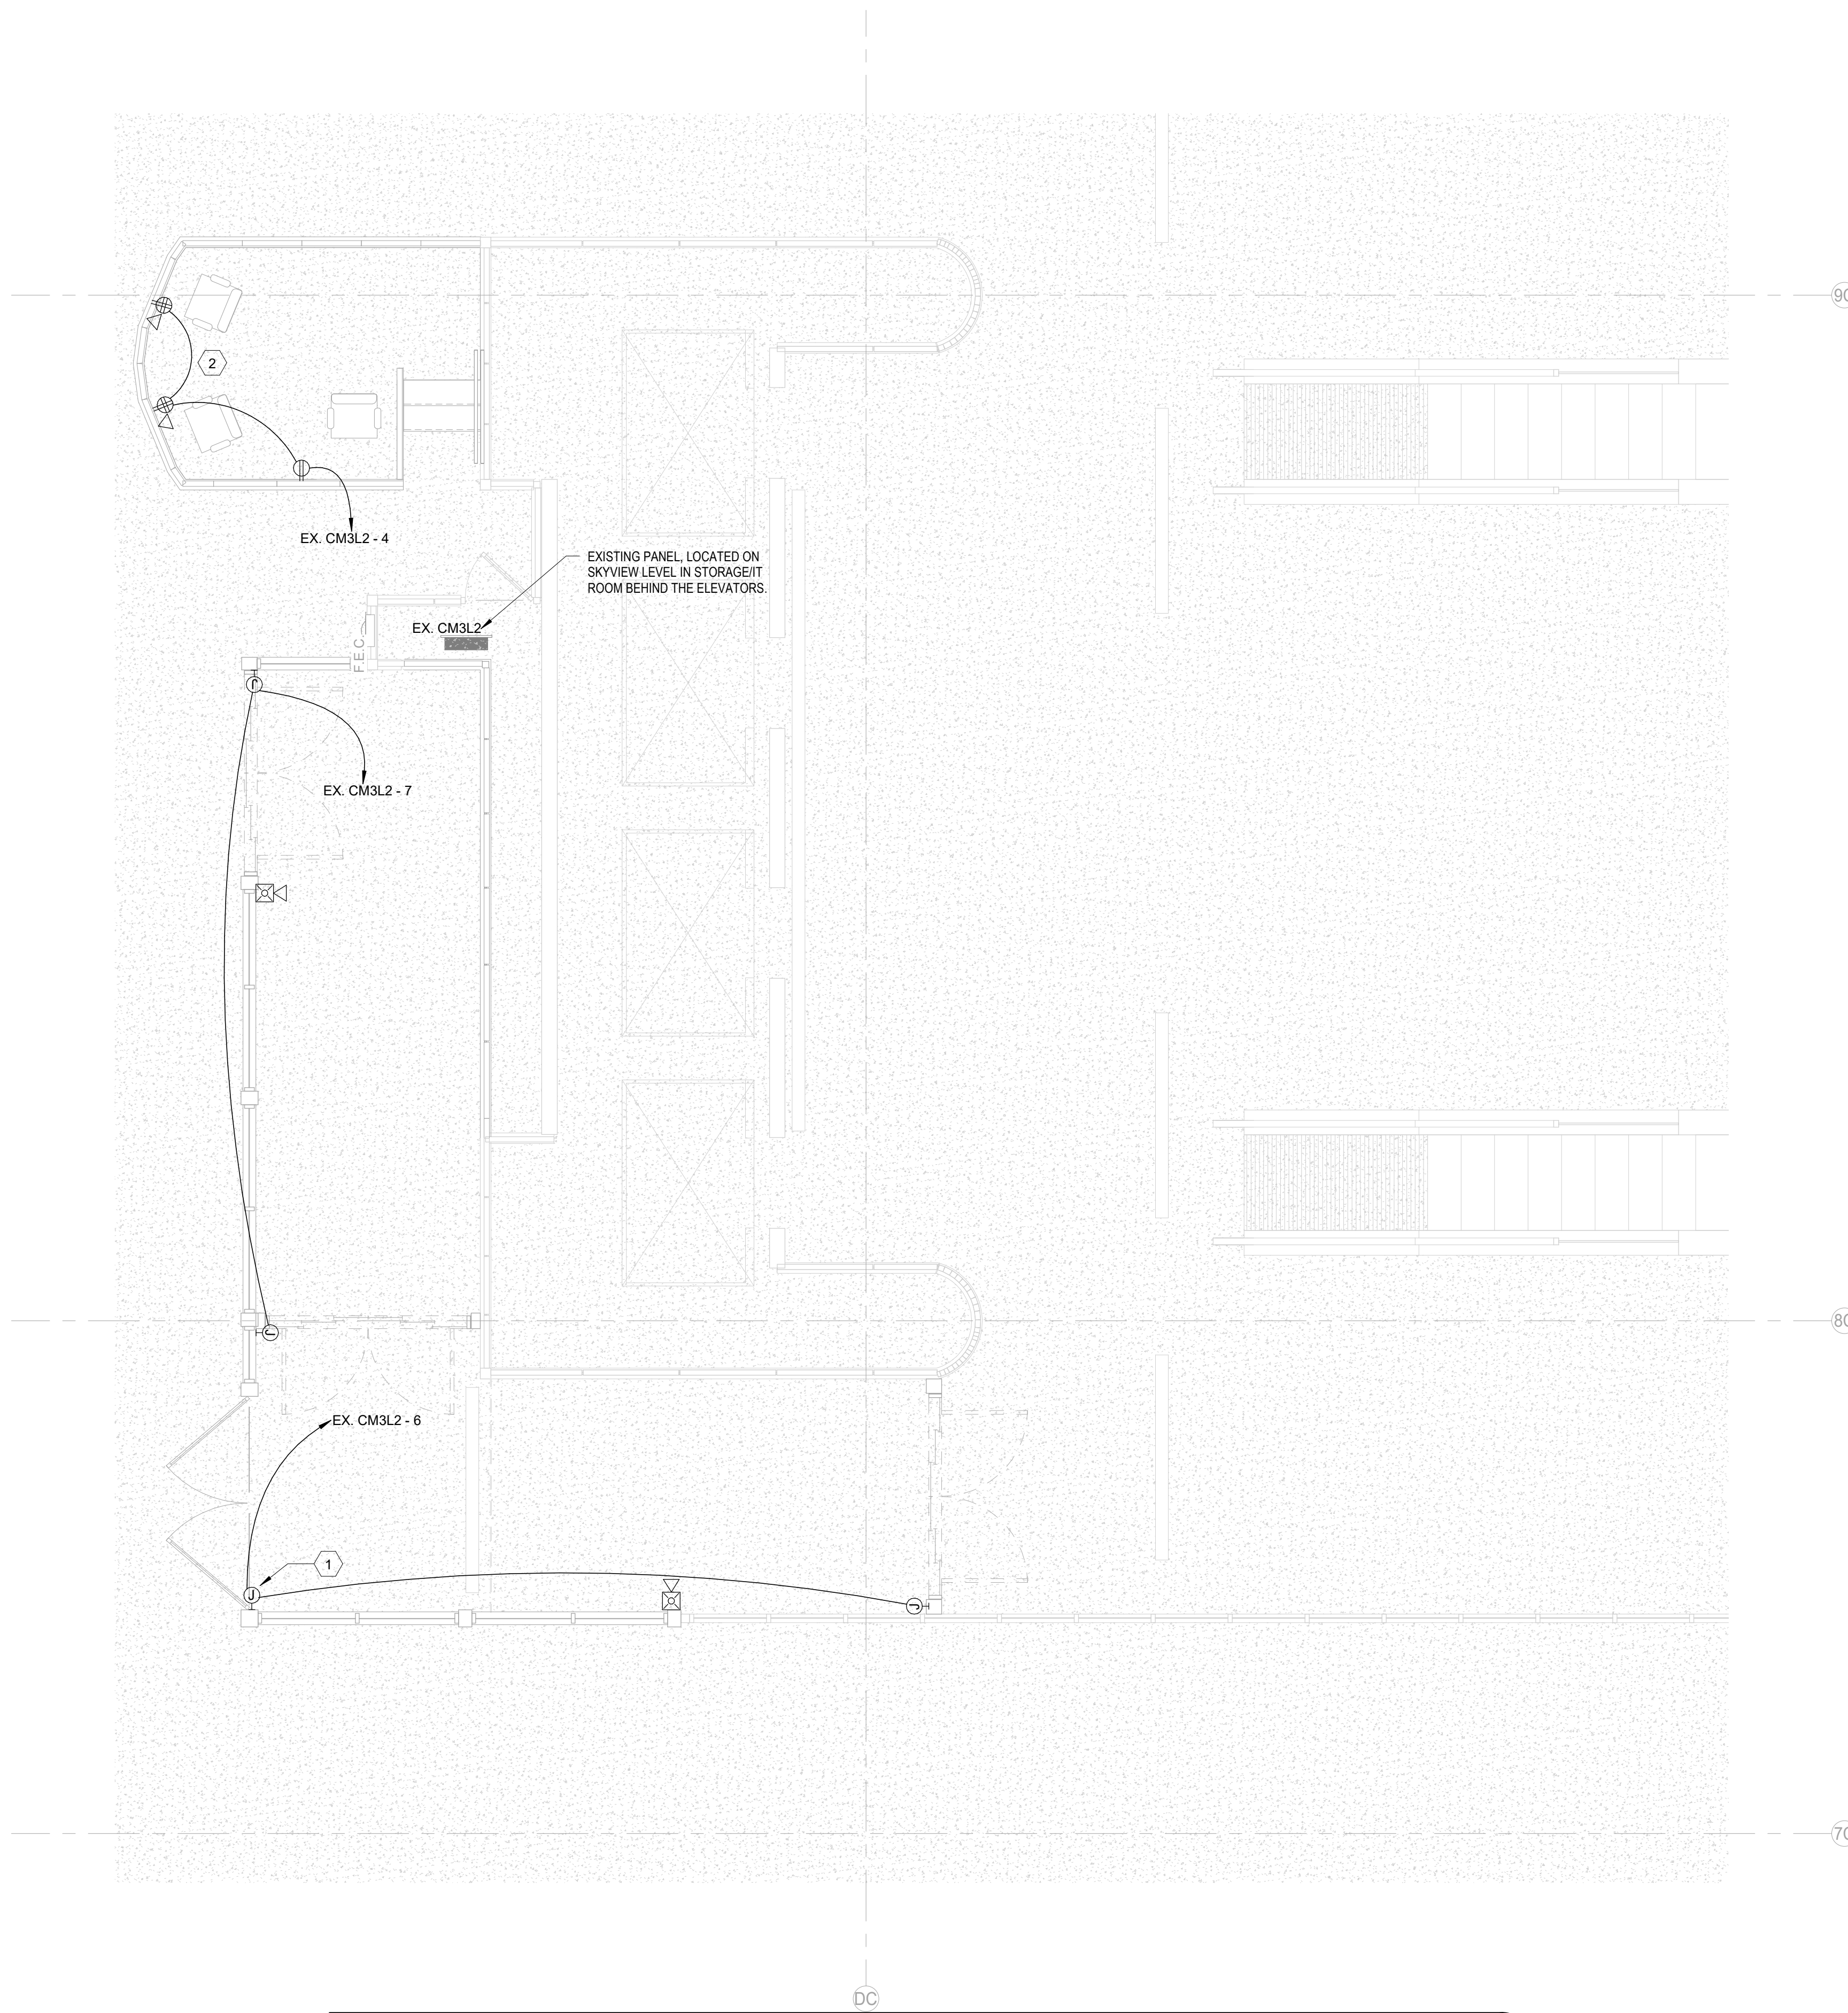 90
2
EX. CM3L2 - 4
EXISTING PANEL, LOCATED ON
SKYVIEW LEVEL IN STORAGE/IT
ROOM BEHIND THE ELEVATORS.
EX. CM3L2
F.E.C.
J
EX. CM3L2 - 7
J
80
EX. CM3L2 - 6
1
J
J
70
DC